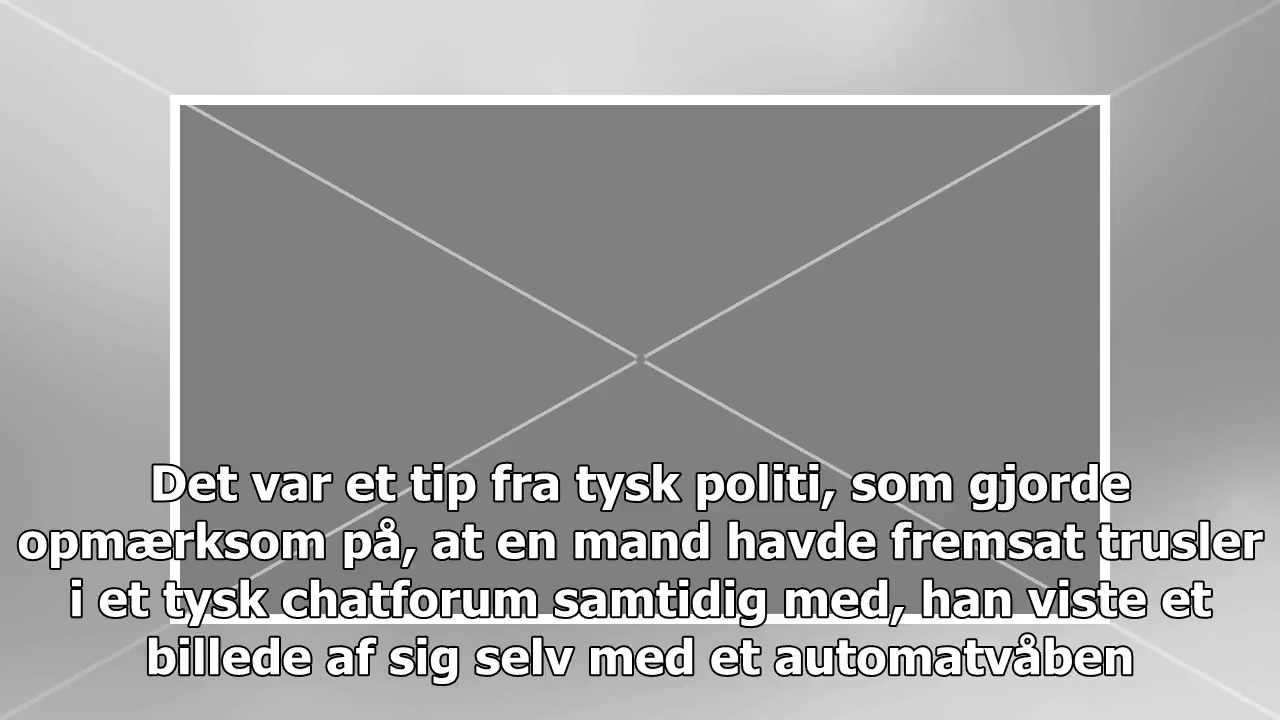 Det var et tip fra tysk politi, som gjorde
opmærksom på, at en mand havde fremsat trusler
i et tysk chatforum samtidig med, han viste et
billede af sig selv med et automatvåben